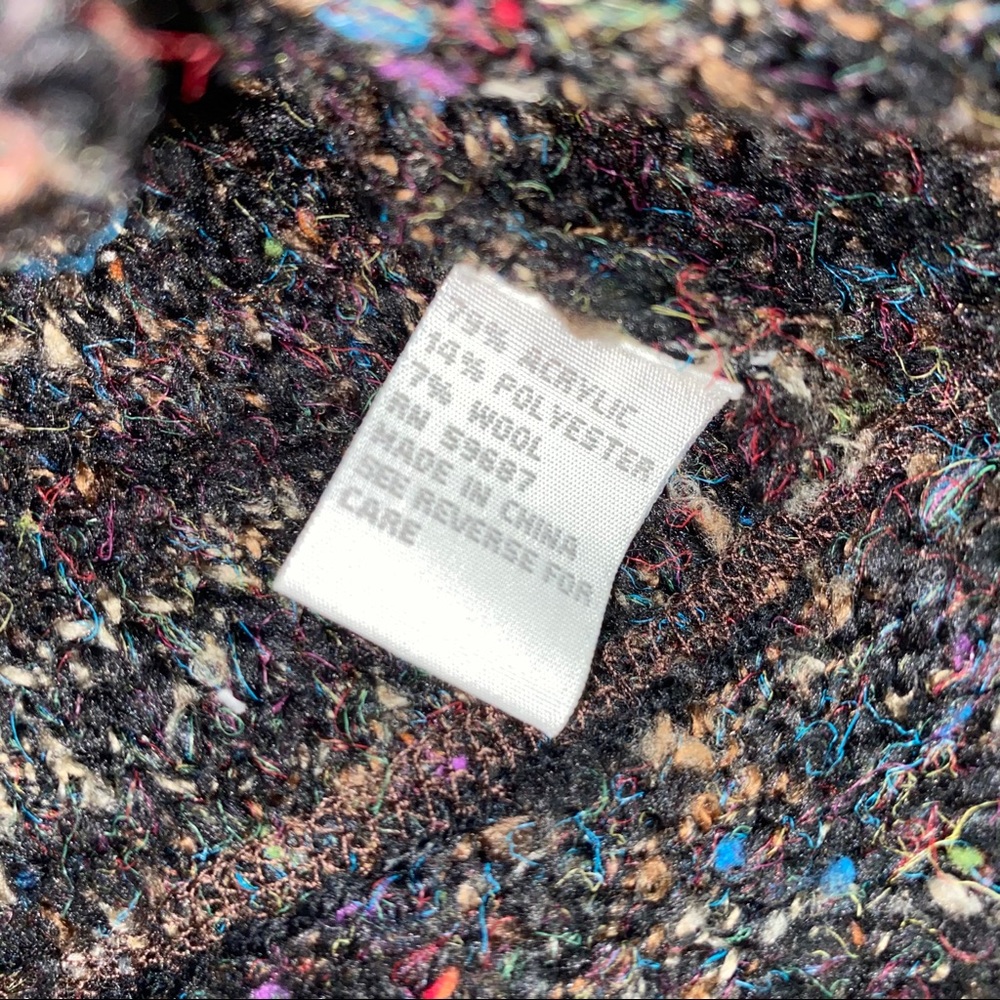 79% ACRYLIC
14% POLYESTER
7% WOOL
RN 59687
MADE IN CHINA
SEE REVERSE FOR
CARE